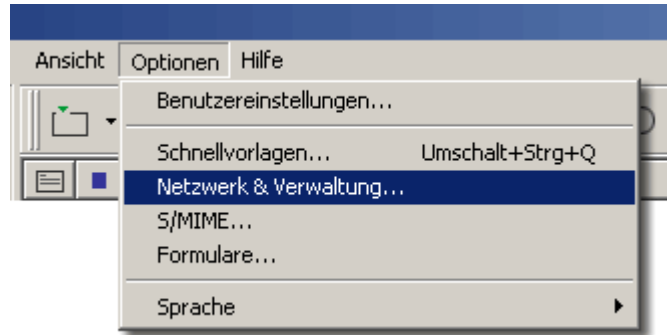 Ansicht Optionen Hilfe
Benutzereinstellungen...
Schnellvorlagen... Umschalt+Strg+Q
Netzwerk & Verwaltung...
S/MIME...
Formulare...
Sprache